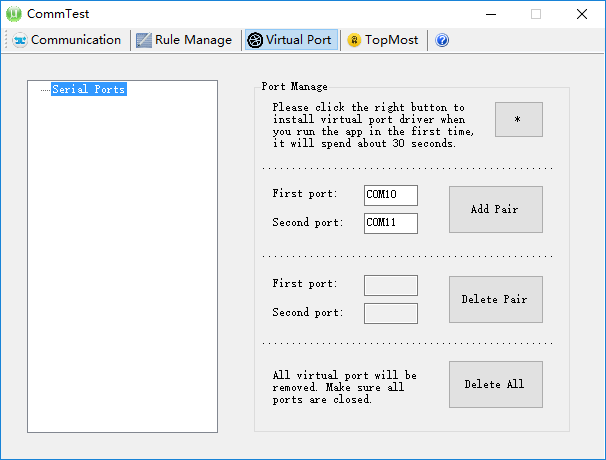 CommTest
Communication
Rule Manage
Virtual Port
TopMost
Serial Ports
Port Manage
Please click the right button to
install virtual port driver when
you run the app in the first time,
it will spend about 30 seconds.
*
First port:
COM10
Second port:
COM11
Add Pair
First port:
Second port:
Delete Pair
All virtual port will be
removed. Make sure all
ports are closed.
Delete All